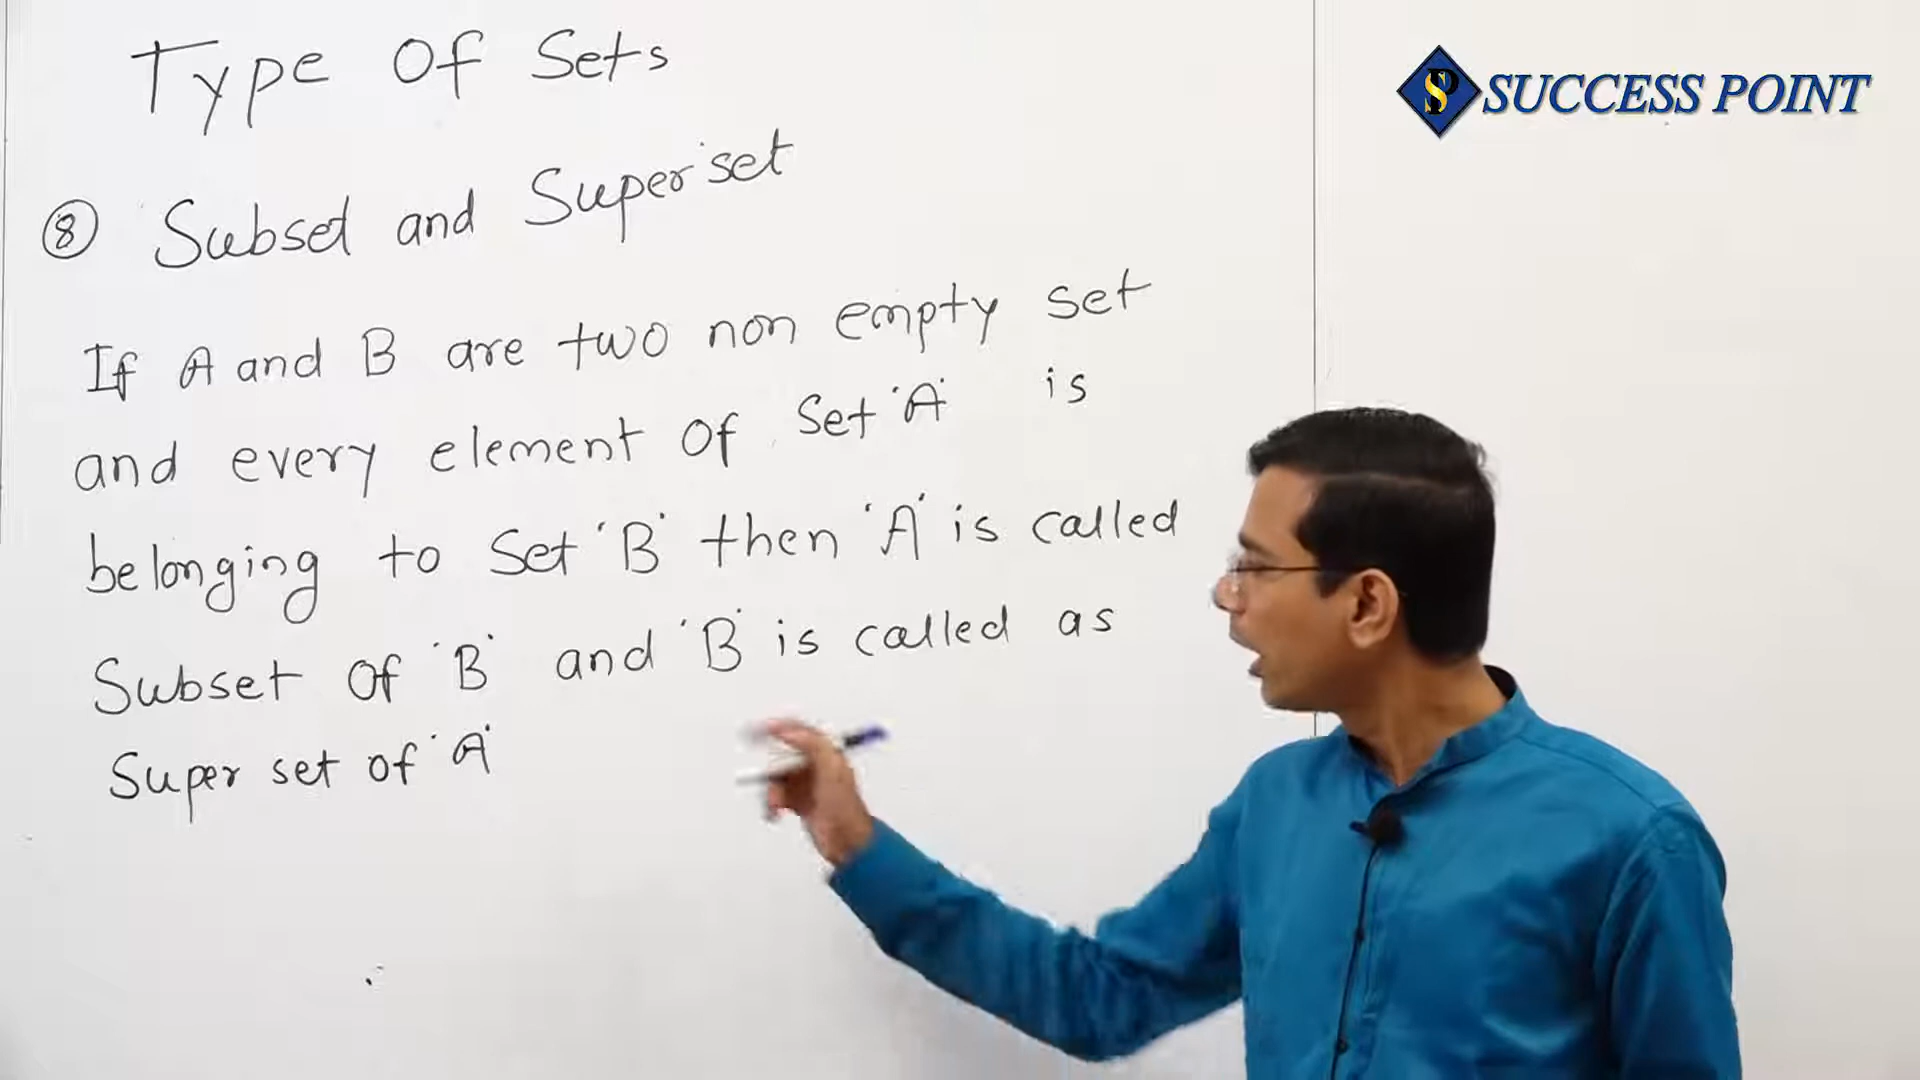 Type Of Sets
SP SUCCESS POINT
⑧ Subset and Superset
If A and B are two non empty set
and every element of Set 'A' is
belonging to Set 'B' then 'A' is called
Subset of 'B' and 'B' is called as
Super set of 'A'